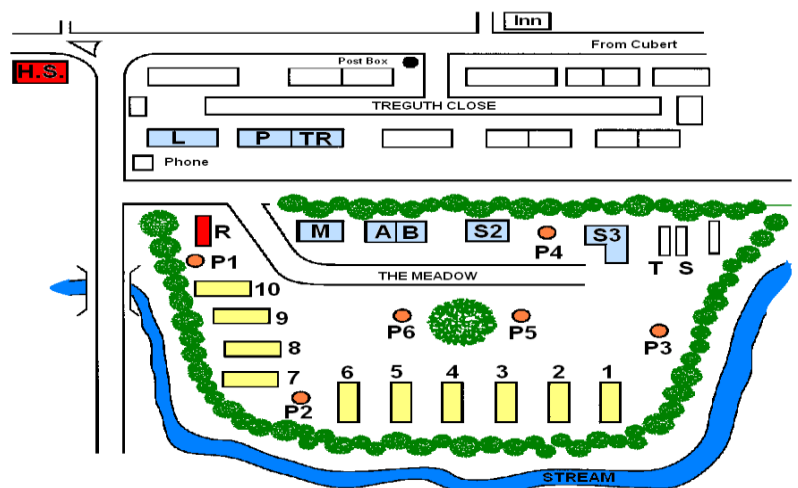 Inn
From Cubert
Post Box
H.S.
TREGUTH CLOSE
L P TR
Phone
R M A B S2 P4 S3
P1 T S
THE MEADOW
10
9 P6 P5 P3
8
7 6 5 4 3 2 1
P2
STREAM